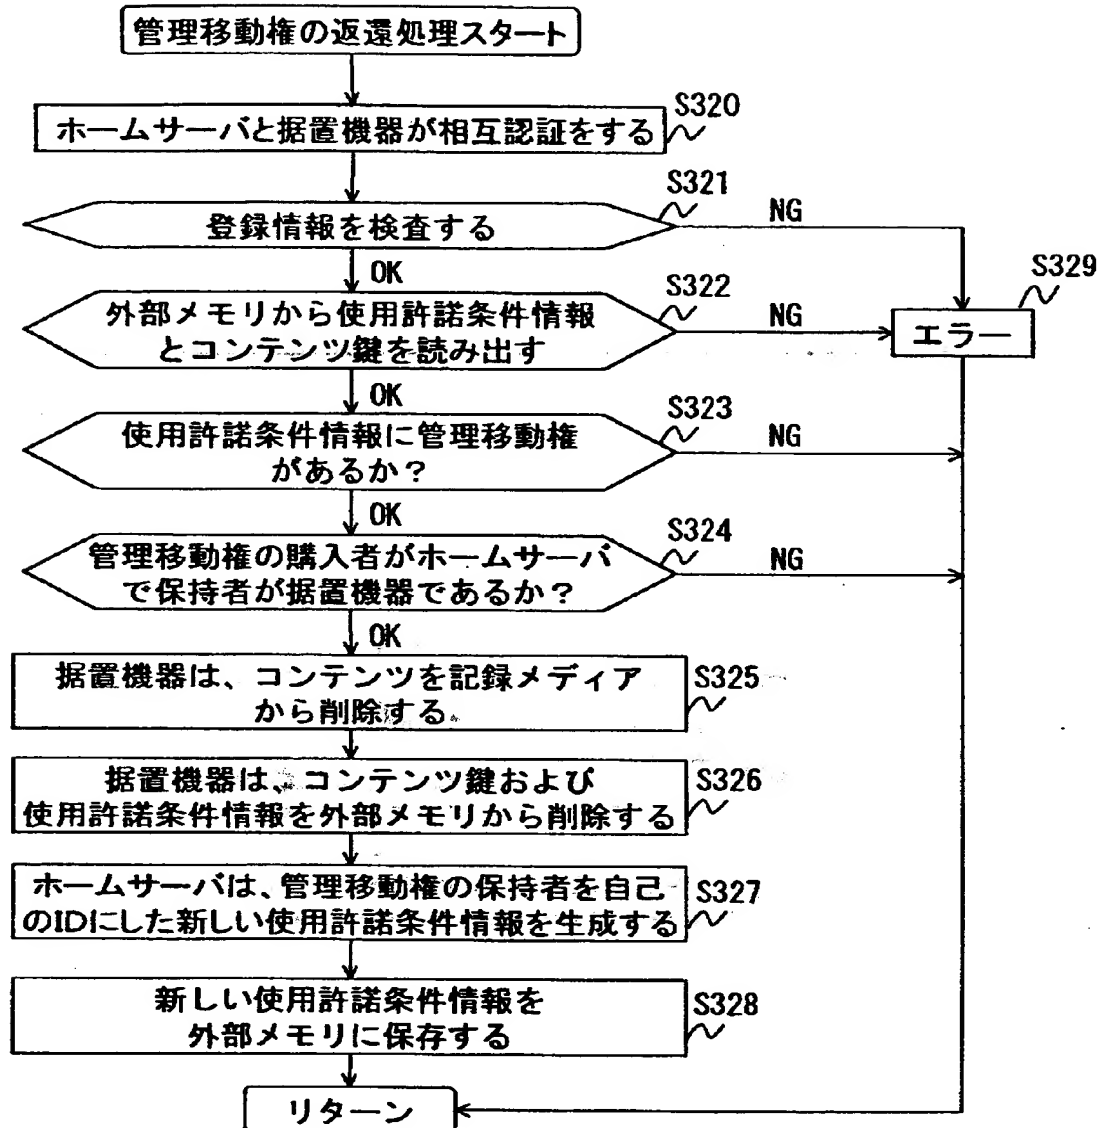 管理移動権の返還処理スタート
S320
ホームサーバと据置機器が相互認証をする
S321
登録情報を検査する
NG
OK
S322
外部メモリから使用許諾条件情報
とコンテンツ鍵を読み出す
NG
S329
エラー
OK
S323
使用許諾条件情報に管理移動権
があるか?
NG
OK
S324
管理移動権の購入者がホームサーバ
で保持者が据置機器であるか?
NG
OK
据置機器は、コンテンツを記録メディア
から削除する。
S325
据置機器は、コンテンツ鍵および
使用許諾条件情報を外部メモリから削除する
S326
ホームサーバは、管理移動権の保持者を自己
のIDにした新しい使用許諾条件情報を生成する
S327
新しい使用許諾条件情報を
外部メモリに保存する
S328
リターン